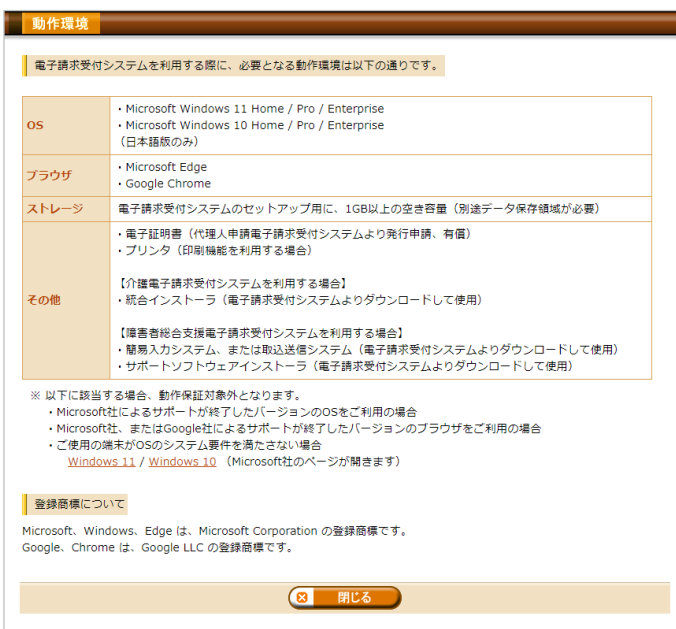 動作環境
電子請求受付システムを利用する際に、必要となる動作環境は以下の通りです。
OS
・Microsoft Windows 11 Home / Pro / Enterprise
・Microsoft Windows 10 Home / Pro / Enterprise
（日本語版のみ）
ブラウザ
・Microsoft Edge
・Google Chrome
ストレージ
電子請求受付システムのセットアップ用に、1GB以上の空き容量（別途データ保存領域が必要）
その他
・電子証明書（代理人申請電子請求受付システムより発行申請、有償）
・プリンタ（印刷機能を利用する場合）
【介護電子請求受付システムを利用する場合】
・統合インストーラ（電子請求受付システムよりダウンロードして使用）
【障害者総合支援電子請求受付システムを利用する場合】
・簡易入力システム、または取込送信システム（電子請求受付システムよりダウンロードして使用）
・サポートソフトウェアインストーラ（電子請求受付システムよりダウンロードして使用）
※ 以下に該当する場合、動作保証対象外となります。
・Microsoft社によるサポートが終了したバージョンのOSをご利用の場合
・Microsoft社、またはGoogle社によるサポートが終了したバージョンのブラウザをご利用の場合
・ご使用の端末がOSのシステム要件を満たさない場合
Windows 11 / Windows 10 （Microsoft社のページが開きます）
登録商標について
Microsoft、Windows、Edge は、Microsoft Corporation の登録商標です。
Google、Chrome は、Google LLC の登録商標です。
閉じる